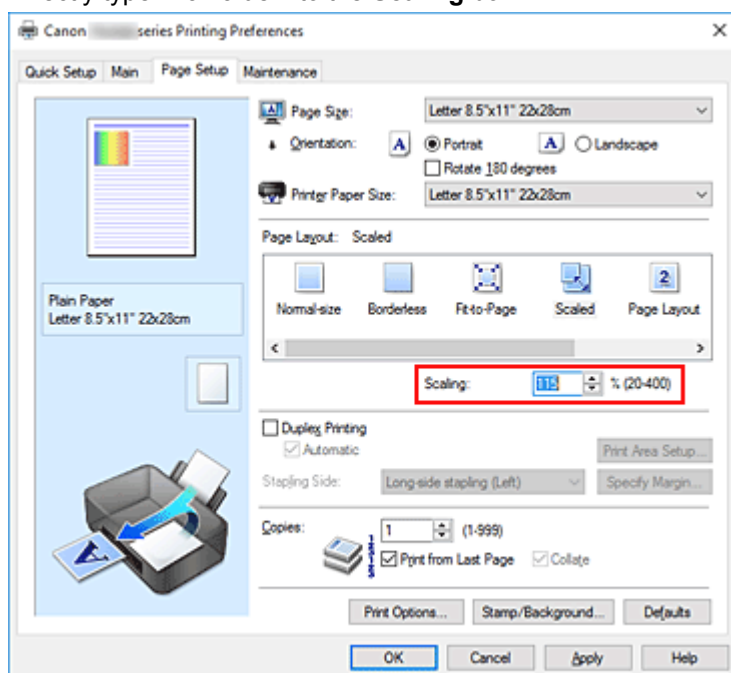 Canon series Printing Preferences
Quick Setup Main Page Setup Maintenance
Page Size: Letter 8.5"x11" 22x28cm
Orientation: A Portrait A Landscape
Rotate 180 degrees
Printer Paper Size: Letter 8.5"x11" 22x28cm
Page Layout: Scaled
Normal-size Borderless Fit-to-Page Scaled 2 Page Layout
Plain Paper
Letter 8.5"x11" 22x28cm
Scaling: 115 % (20-400)
Duplex Printing
Automatic
Print Area Setup...
Stapling Side: Long-side stapling (Left) Specify Margin...
Copies: 1 (1-999)
Print from Last Page Collate
A
Print Options... Stamp/Background... Defaults
OK Cancel Apply Help